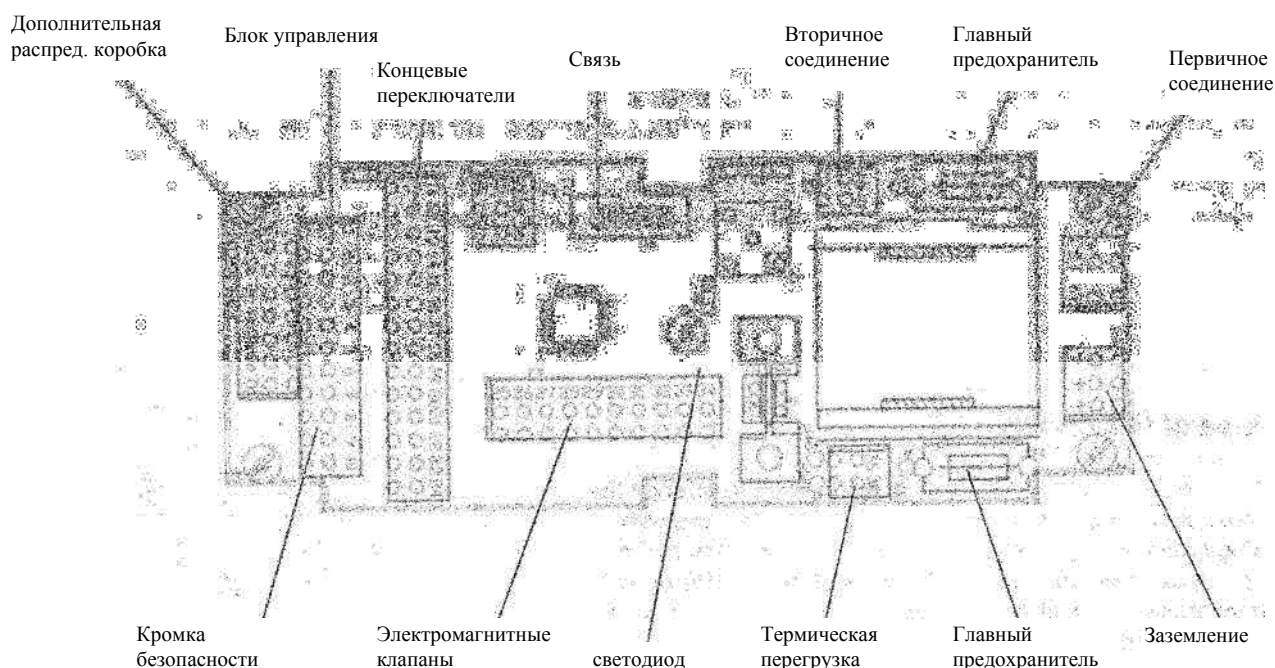 Дополнительная
распред. коробка
Блок управления
Концевые
переключатели
Связь
Вторичное
соединение
Главный
предохранитель
Первичное
соединение
Кромка
безопасности
Электромагнитные
клапаны
светодиод
Термическая
перегрузка
Главный
предохранитель
Заземление